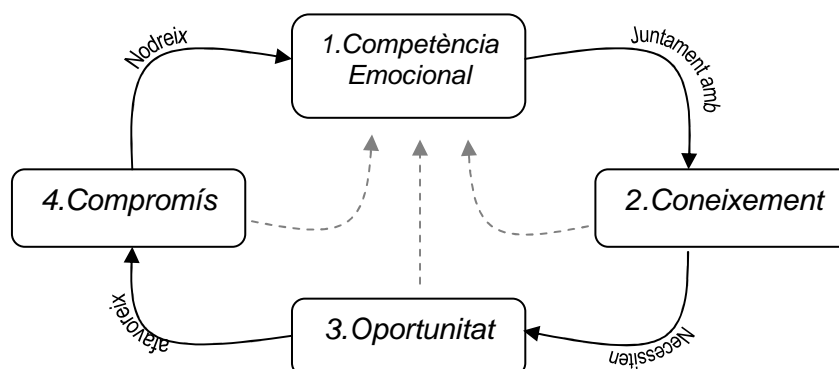 Nodreix
1.Competència
Emocional
Juntament amb
4.Compromís
2.Coneixement
afavoreix
3.Oportunitat
Necessiten